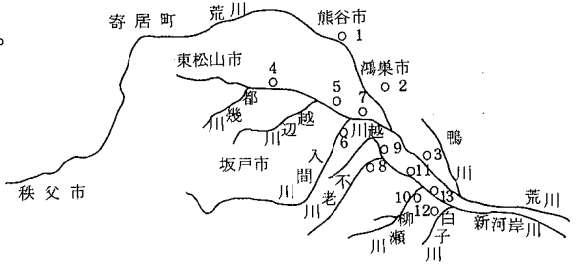 寄居町
荒川
熊谷市
1
東松山市
4
鴻巣市
2
5
7
都幾川
越辺川
川越
6
鴨川
9
3
坂戸市
入間川
不老川
8
11
秩父市
10
13
12
荒川
新河岸川
柳瀬川
白子川